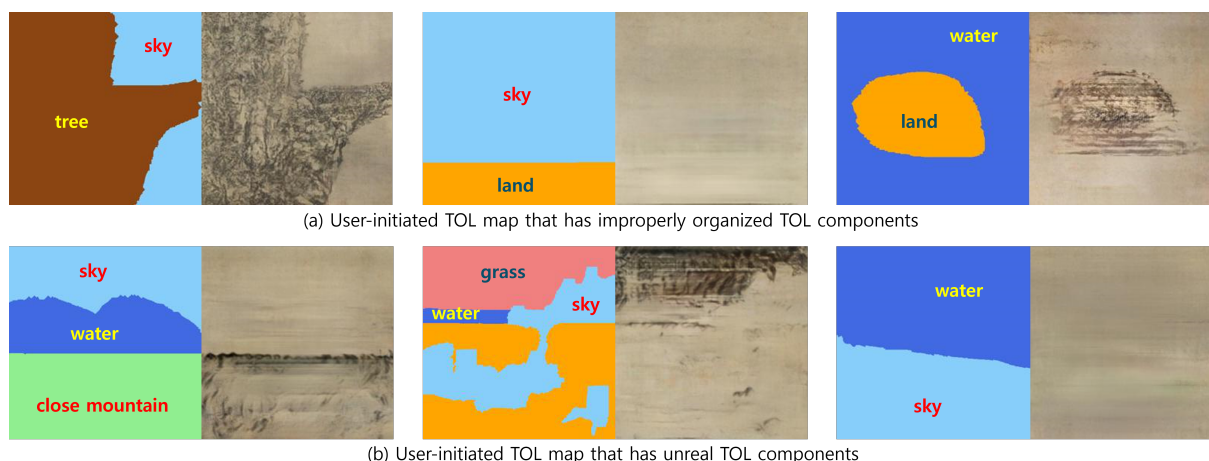 sky
tree
sky
land
water
land
(a) User-initiated TOL map that has improperly organized TOL components
sky
water
close mountain
grass
sky
water
water
sky
(b) User-initiated TOL map that has unreal TOL components